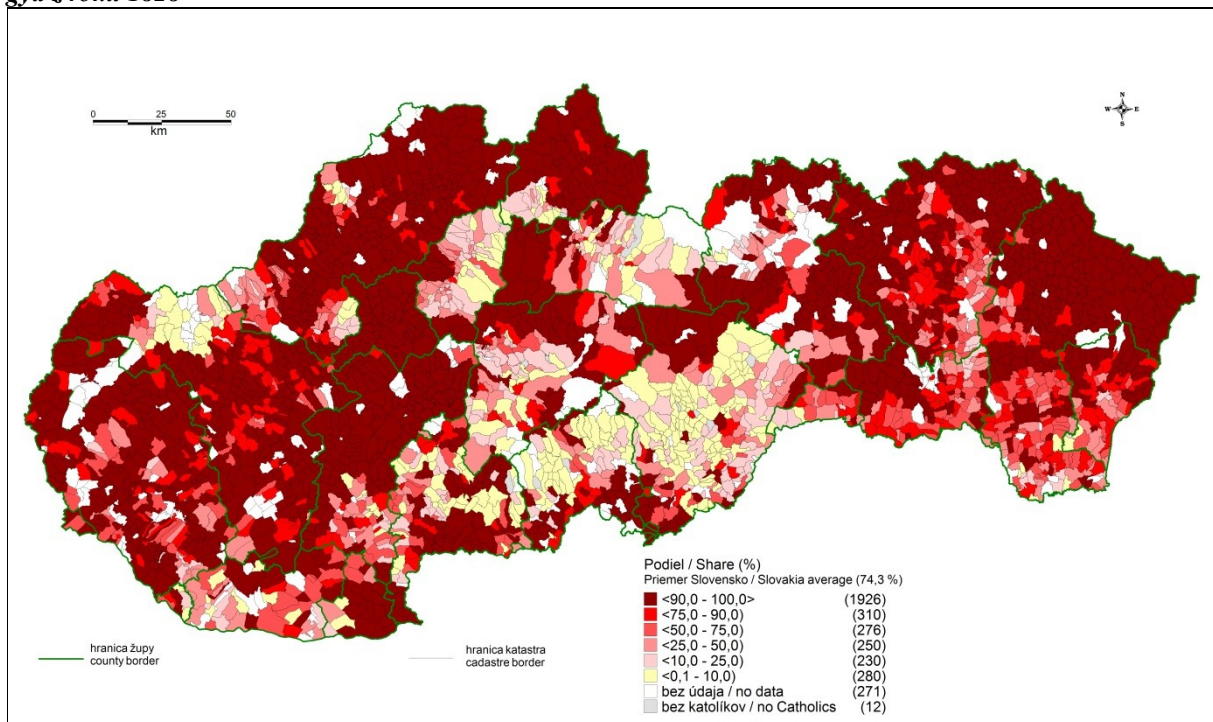 0 25 50
km
N
W E
S
Podiel / Share (%)
Priemer Slovensko / Slovakia average (74,3 %)
<90,0 - 100,0> (1926)
<75,0 - 90,0) (310)
<50,0 - 75,0) (276)
<25,0 - 50,0) (250)
<10,0 - 25,0) (230)
<0,1 - 10,0) (280)
bez údaja / no data (271)
bez katolíkov / no Catholics (12)
hranica župy
county border
hranica katastra
cadastre border